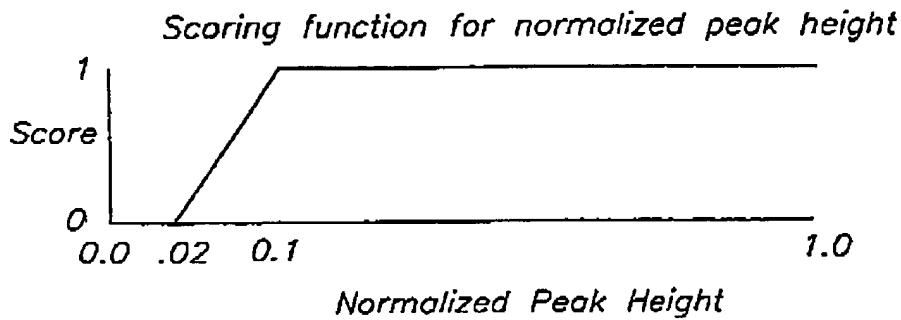 Scoring function for normalized peak height
1
Score
0
0.0 .02 0.1 1.0
Normalized Peak Height